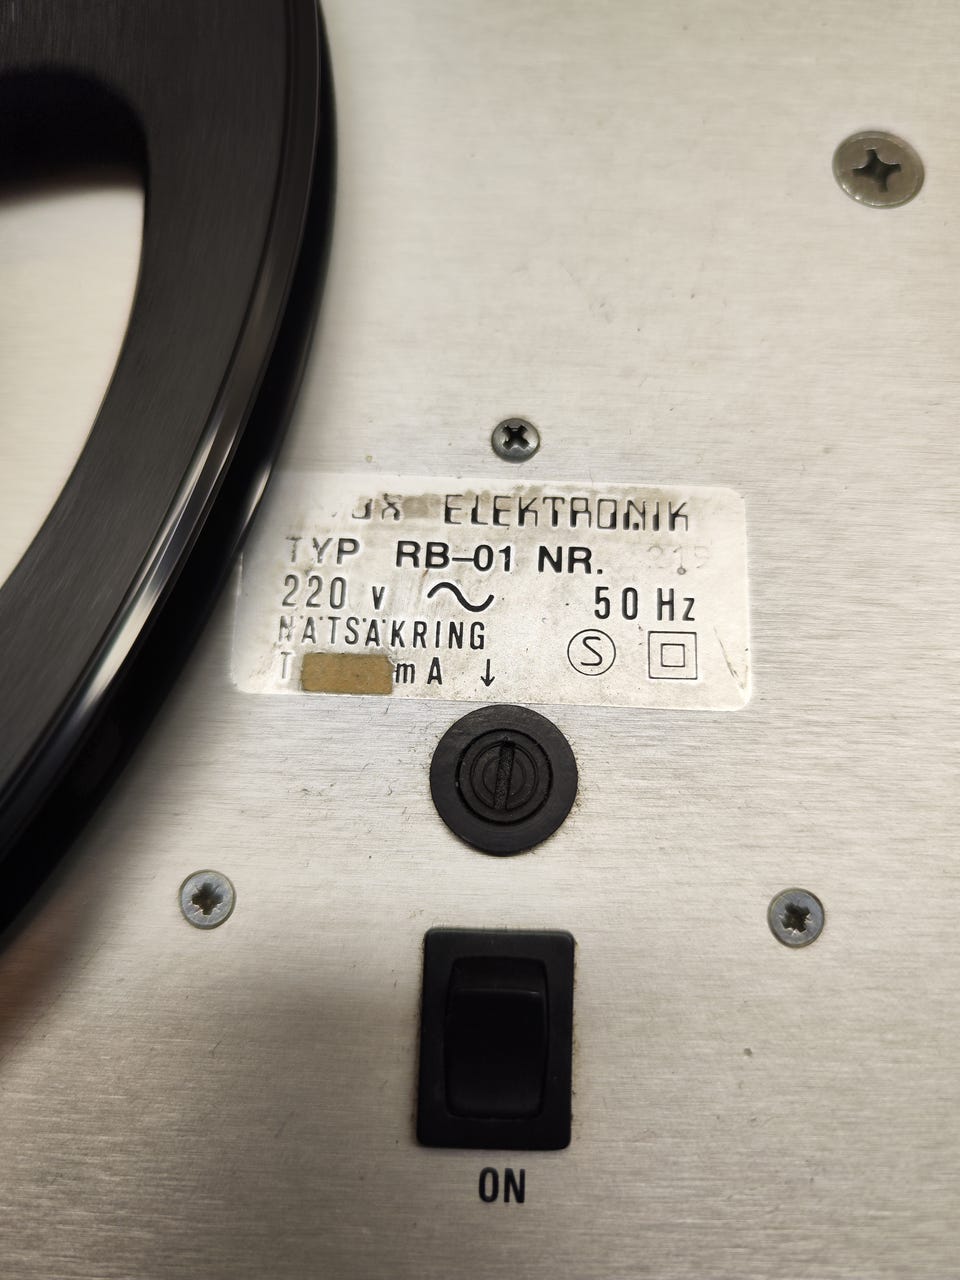 ELEKTRONIK
TYP RB-01 NR.
220 V ~ 50 Hz
NÄTSÄKRING S
T mA ↓
ON